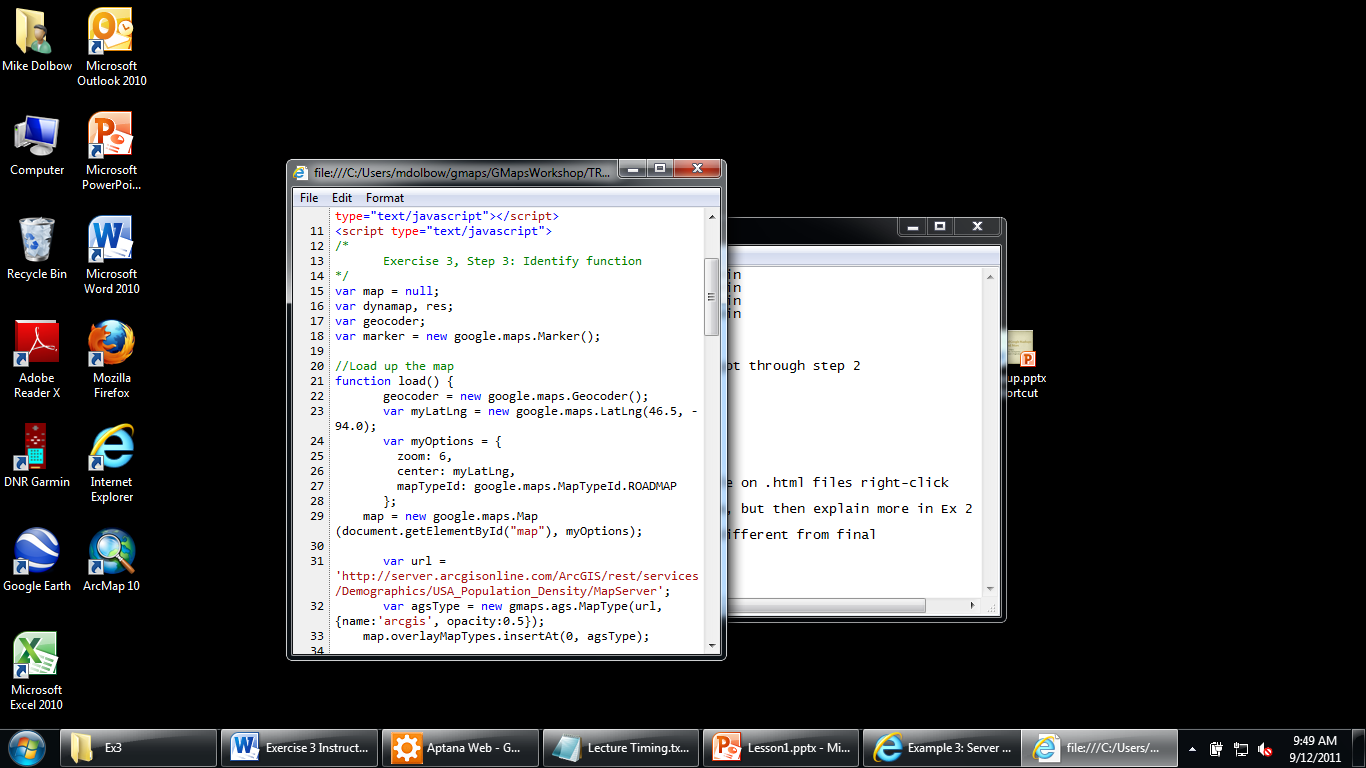 Mike Dolbow
Microsoft
Outlook 2010
Computer
Microsoft
PowerPoi...
Recycle Bin
Microsoft
Word 2010
Adobe
Reader X
Mozilla
Firefox
DNR Garmin
Internet
Explorer
Google Earth
ArcMap 10
Microsoft
Excel 2010
file:///C:/Users/mdolbow/gmaps/GMapsWorkshop/TR...
File Edit Format
type="text/javascript"></script>
11 <script type="text/javascript">
12 /*
13 Exercise 3, Step 3: Identify function
14 */
15 var map = null;
16 var dynamap, res;
17 var geocoder;
18 var marker = new google.maps.Marker();
19
20 //Load up the map
21 function load() {
22 geocoder = new google.maps.Geocoder();
23 var myLatLng = new google.maps.LatLng(46.5, -
94.0);
24 var myOptions = {
25 zoom: 6,
26 center: myLatLng,
27 mapTypeId: google.maps.MapTypeId.ROADMAP
28 };
29 map = new google.maps.Map
(document.getElementById("map"), myOptions);
30
31 var url =
'http://server.arcgisonline.com/ArcGIS/rest/services
/Demographics/USA_Population_Density/MapServer';
32 var agsType = new gmaps.ags.MapType(url,
{name:'arcgis', opacity:0.5});
33 map.overlayMapTypes.insertAt(0, agsType);
34
in
in
in
in
pt through step 2
e on .html files right-click
, but then explain more in Ex 2
ifferent from final
up.pptx
ortcut
Ex3
Exercise 3 Instruct...
Aptana Web - G...
Lecture Timing.tx...
Lesson1.pptx - Mi...
Example 3: Server ...
file:///C:/Users/...
9:49 AM
9/12/2011